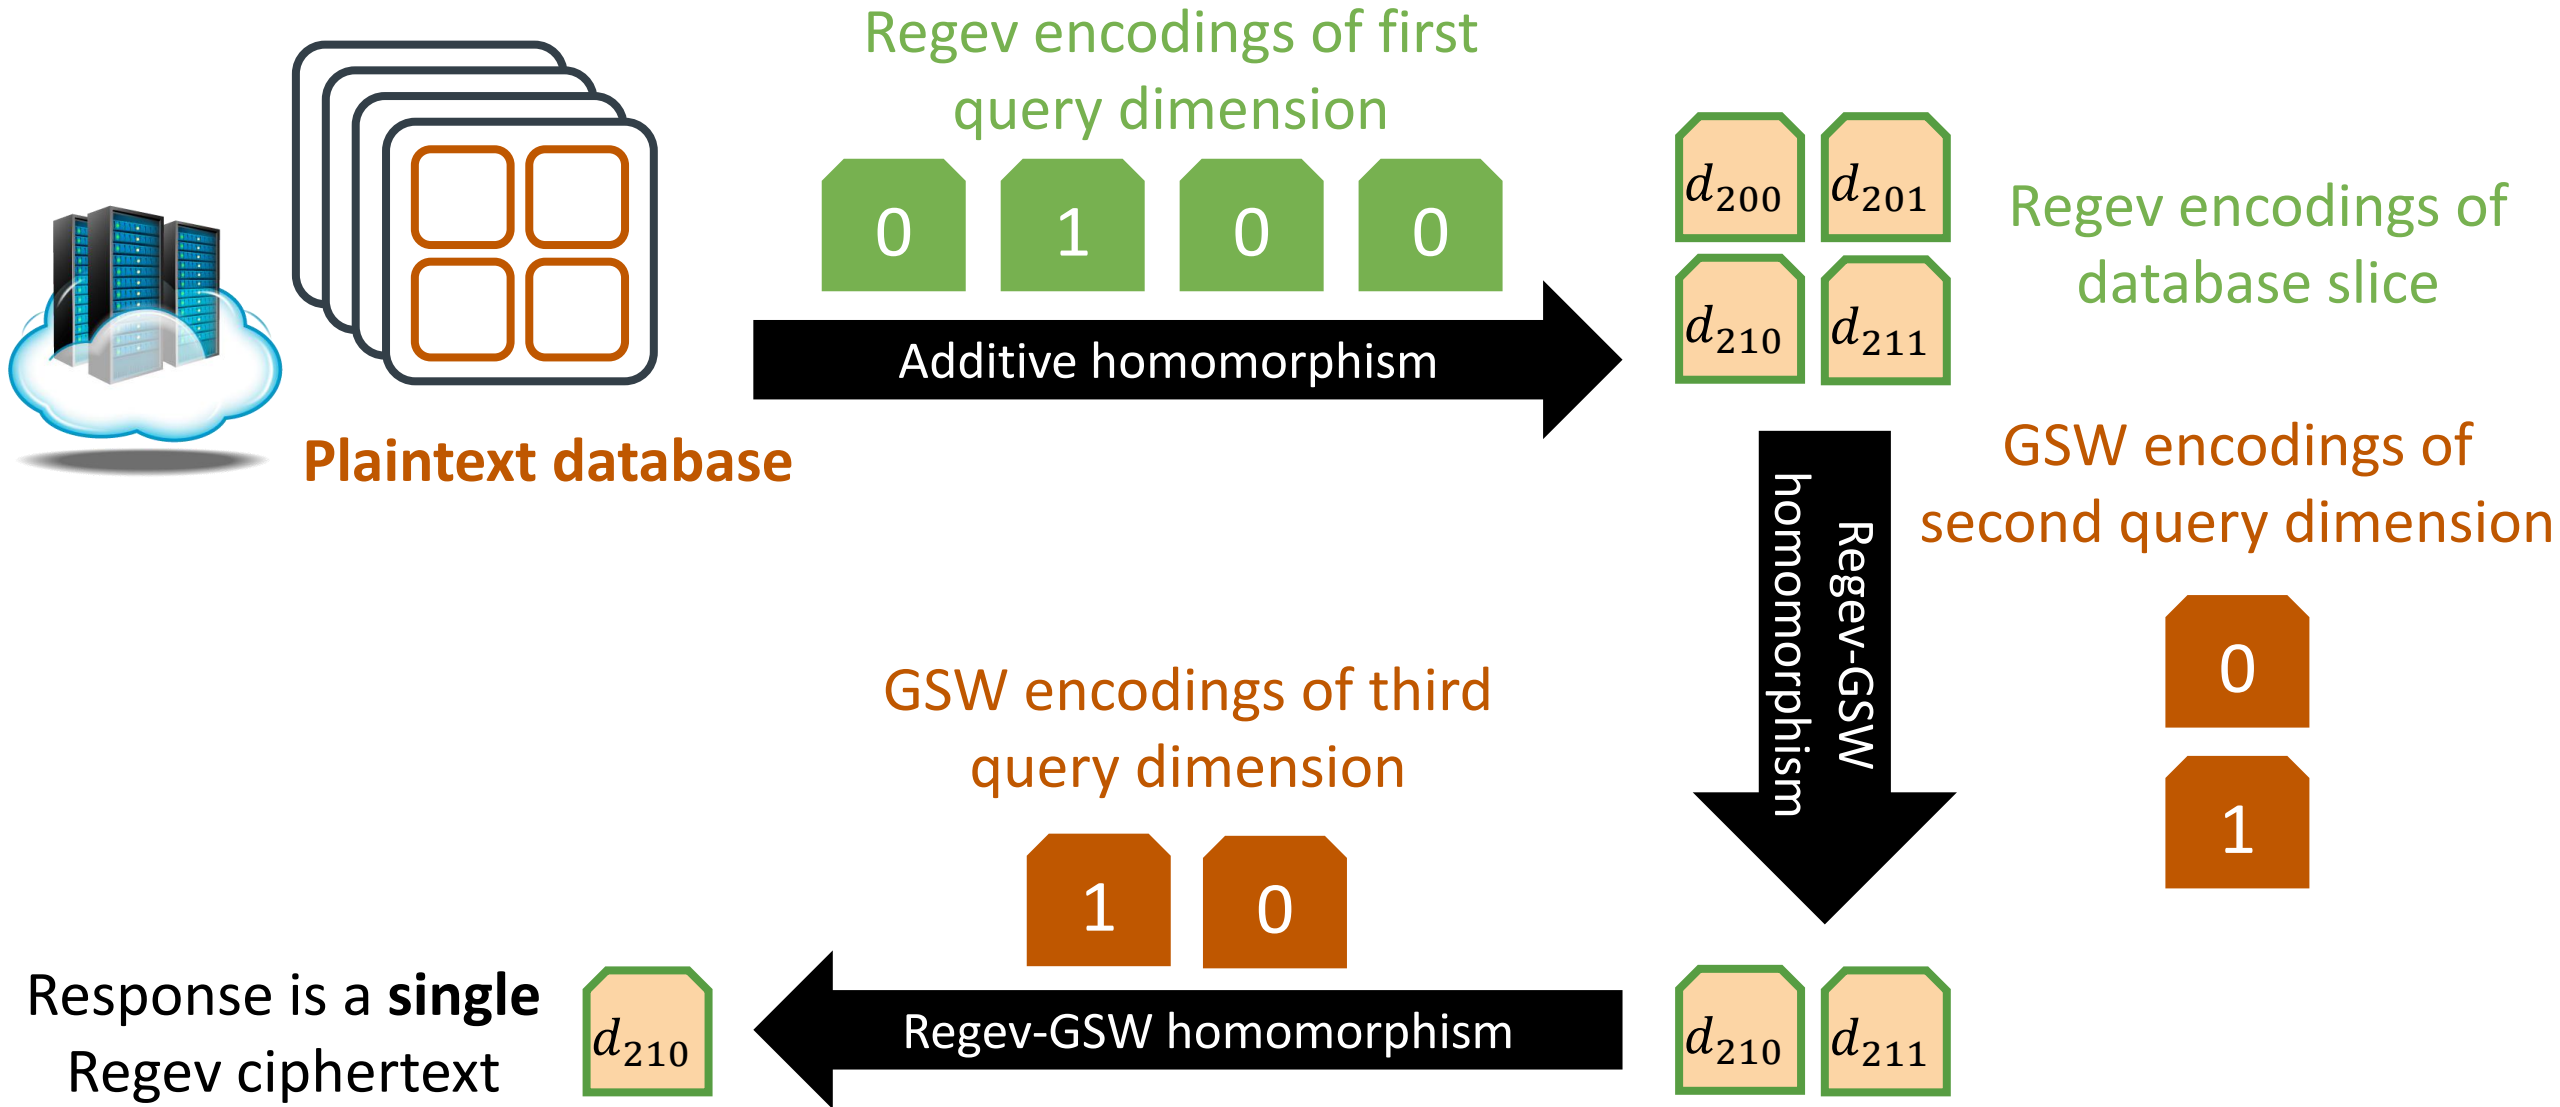 Regev encodings of first
query dimension
0 1 0 0
Additive homomorphism
Plaintext database
d₂₀₀ d₂₀₁
d₂₁₀ d₂₁₁
Regev encodings of
database slice
Regev-GSW
homomorphism
GSW encodings of
second query dimension
0
1
d₂₁₀ d₂₁₁
GSW encodings of third
query dimension
1 0
Regev-GSW homomorphism
d₂₁₀
Response is a single
Regev ciphertext